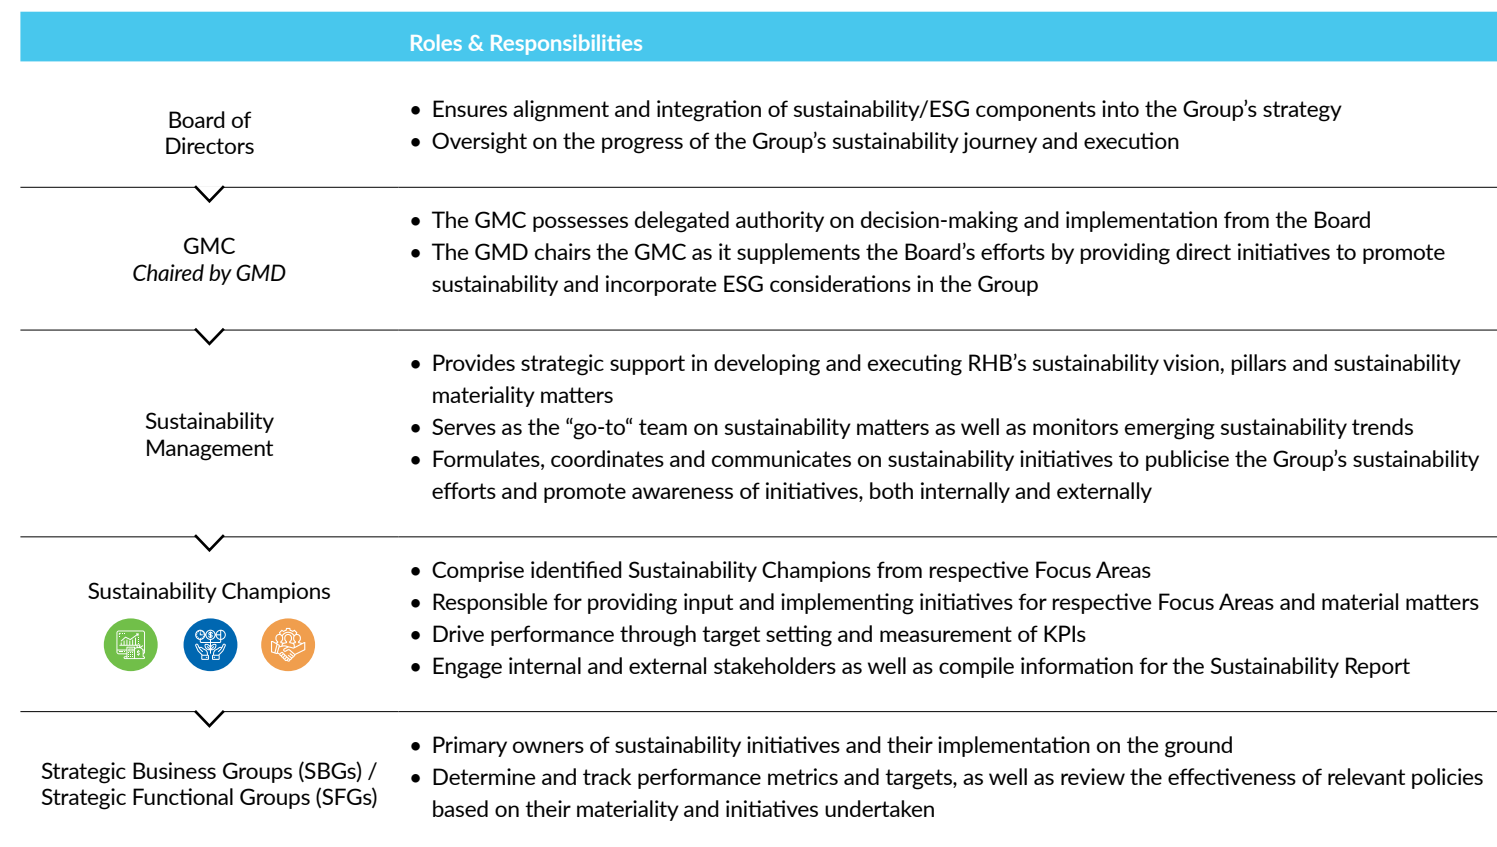 Roles & Responsibilities
Board of
Directors
• Ensures alignment and integration of sustainability/ESG components into the Group’s strategy
• Oversight on the progress of the Group’s sustainability journey and execution
GMC
Chaired by GMD
• The GMC possesses delegated authority on decision-making and implementation from the Board
• The GMD chairs the GMC as it supplements the Board’s efforts by providing direct initiatives to promote
sustainability and incorporate ESG considerations in the Group
Sustainability
Management
• Provides strategic support in developing and executing RHB’s sustainability vision, pillars and sustainability
materiality matters
• Serves as the “go-to“ team on sustainability matters as well as monitors emerging sustainability trends
• Formulates, coordinates and communicates on sustainability initiatives to publicise the Group’s sustainability
efforts and promote awareness of initiatives, both internally and externally
Sustainability Champions
• Comprise identified Sustainability Champions from respective Focus Areas
• Responsible for providing input and implementing initiatives for respective Focus Areas and material matters
• Drive performance through target setting and measurement of KPIs
• Engage internal and external stakeholders as well as compile information for the Sustainability Report
Strategic Business Groups (SBGs) /
Strategic Functional Groups (SFGs)
• Primary owners of sustainability initiatives and their implementation on the ground
• Determine and track performance metrics and targets, as well as review the effectiveness of relevant policies
based on their materiality and initiatives undertaken